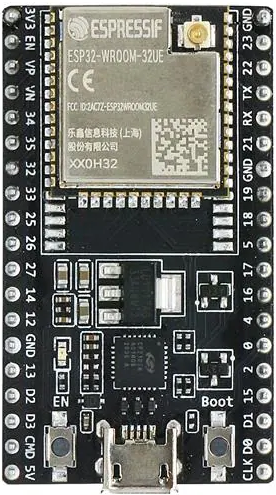 ESPRESSIF
ESP32-WROOM-32UE
CE
FCC ID:2AC7Z-ESP32WROOM32UE
乐鑫信息科技(上海)
股份有限公司
XX0H32
3V3
EN
VP
VN
34
35
32
33
25
26
27
14
12
GND
13
D2
D3
CMD
5V
GND
23
22
TX
RX
21
GND
19
18
5
17
16
4
0
2
15
D1
D0
CLK
EN
Boot